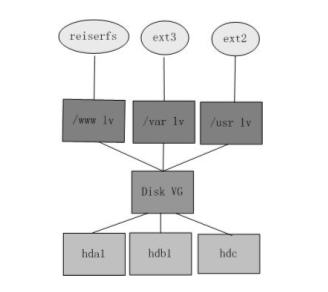 reiserfs ext3 ext2
/www lv /var lv /usr lv
Disk VG
hda1 hdb1 hdc